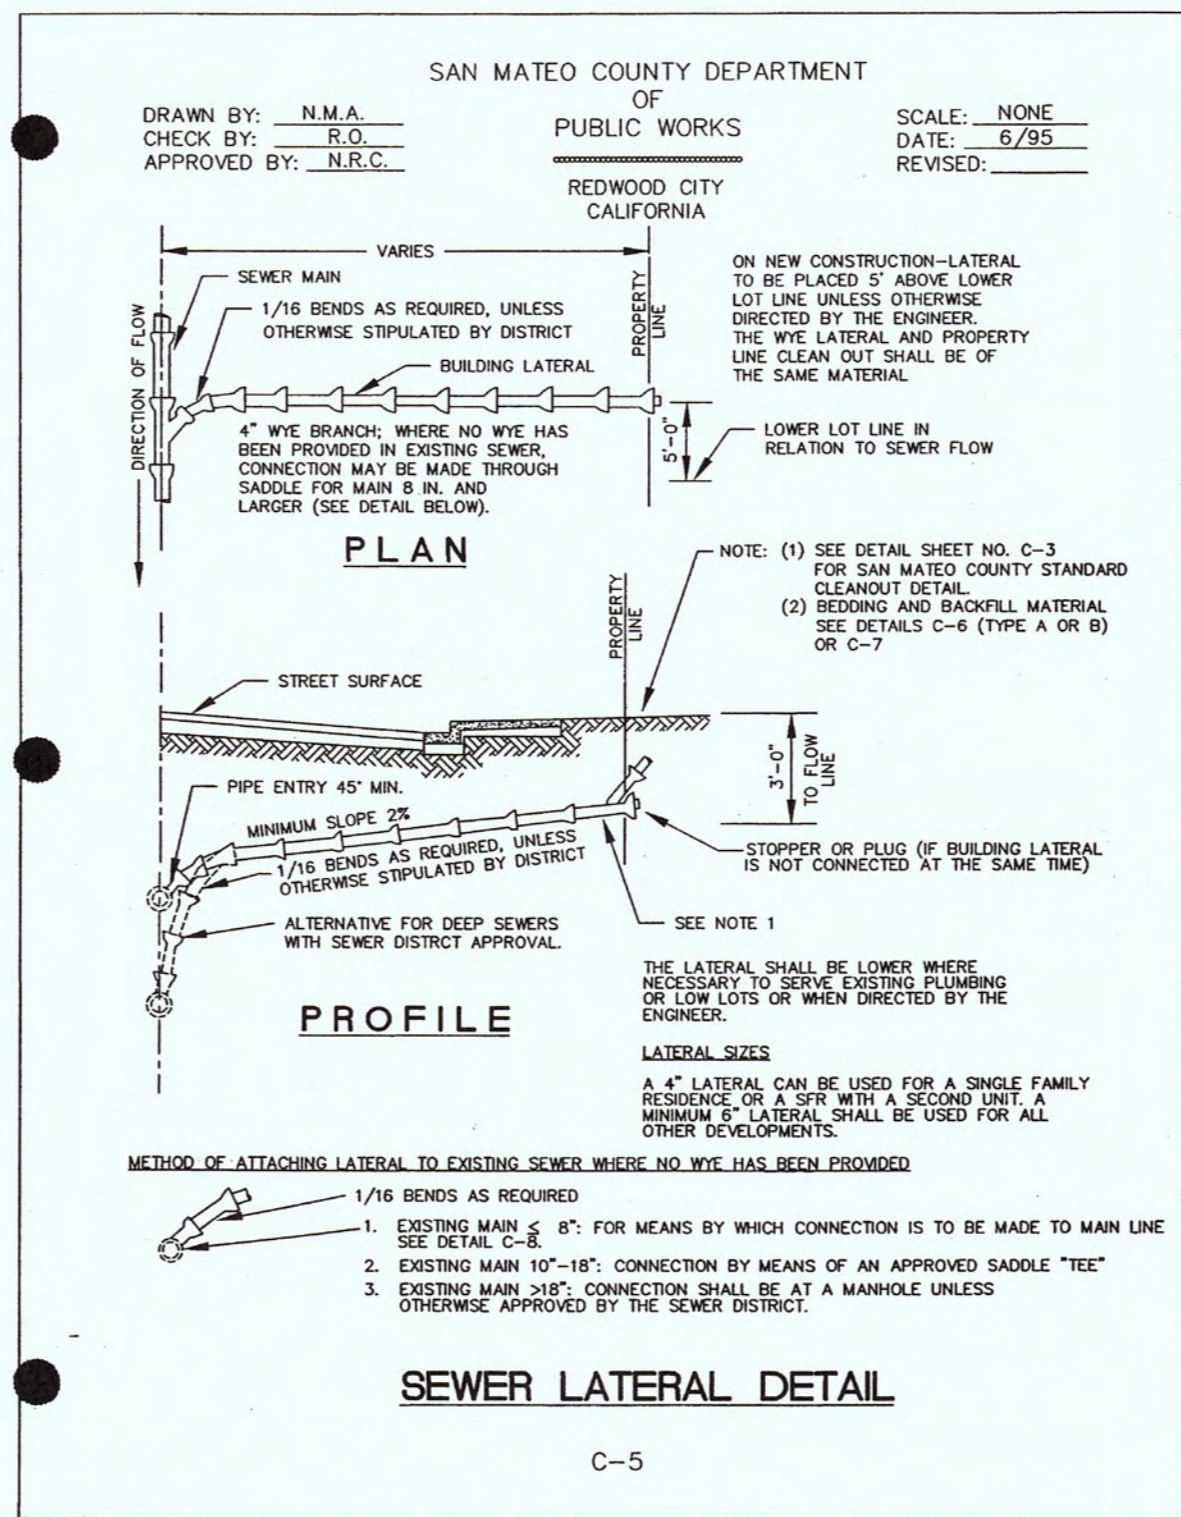 SAN MATEO COUNTY DEPARTMENT
OF
PUBLIC WORKS
REDWOOD CITY
CALIFORNIA
DRAWN BY: N.M.A.
CHECK BY: R.O.
APPROVED BY: N.R.C.
SCALE: NONE
DATE: 6/95
REVISED:
VARIES
SEWER MAIN
1/16 BENDS AS REQUIRED, UNLESS
OTHERWISE STIPULATED BY DISTRICT
BUILDING LATERAL
DIRECTION OF FLOW
PROPERTY
LINE
4" WYE BRANCH; WHERE NO WYE HAS
BEEN PROVIDED IN EXISTING SEWER,
CONNECTION MAY BE MADE THROUGH
SADDLE FOR MAIN 8 IN. AND
LARGER (SEE DETAIL BELOW).
ON NEW CONSTRUCTION-LATERAL
TO BE PLACED 5' ABOVE LOWER
LOT LINE UNLESS OTHERWISE
DIRECTED BY THE ENGINEER.
THE WYE LATERAL AND PROPERTY
LINE CLEAN OUT SHALL BE OF
THE SAME MATERIAL
5'-0"
LOWER LOT LINE IN
RELATION TO SEWER FLOW
PLAN
NOTE: (1) SEE DETAIL SHEET NO. C-3
FOR SAN MATEO COUNTY STANDARD
CLEANOUT DETAIL.
(2) BEDDING AND BACKFILL MATERIAL
SEE DETAILS C-6 (TYPE A OR B)
OR C-7
PROPERTY
LINE
STREET SURFACE
PIPE ENTRY 45° MIN.
MINIMUM SLOPE 2%
1/16 BENDS AS REQUIRED, UNLESS
OTHERWISE STIPULATED BY DISTRICT
3'-0"
TO FLOW
LINE
STOPPER OR PLUG (IF BUILDING LATERAL
IS NOT CONNECTED AT THE SAME TIME)
SEE NOTE 1
ALTERNATIVE FOR DEEP SEWERS
WITH SEWER DISTRCT APPROVAL.
PROFILE
THE LATERAL SHALL BE LOWER WHERE
NECESSARY TO SERVE EXISTING PLUMBING
OR LOW LOTS OR WHEN DIRECTED BY THE
ENGINEER.
LATERAL SIZES
A 4" LATERAL CAN BE USED FOR A SINGLE FAMILY
RESIDENCE OR A SFR WITH A SECOND UNIT. A
MINIMUM 6" LATERAL SHALL BE USED FOR ALL
OTHER DEVELOPMENTS.
METHOD OF ATTACHING LATERAL TO EXISTING SEWER WHERE NO WYE HAS BEEN PROVIDED
1/16 BENDS AS REQUIRED
1. EXISTING MAIN ≤ 8": FOR MEANS BY WHICH CONNECTION IS TO BE MADE TO MAIN LINE
SEE DETAIL C-8.
2. EXISTING MAIN 10"-18": CONNECTION BY MEANS OF AN APPROVED SADDLE "TEE"
3. EXISTING MAIN >18": CONNECTION SHALL BE AT A MANHOLE UNLESS
OTHERWISE APPROVED BY THE SEWER DISTRICT.
SEWER LATERAL DETAIL
C-5